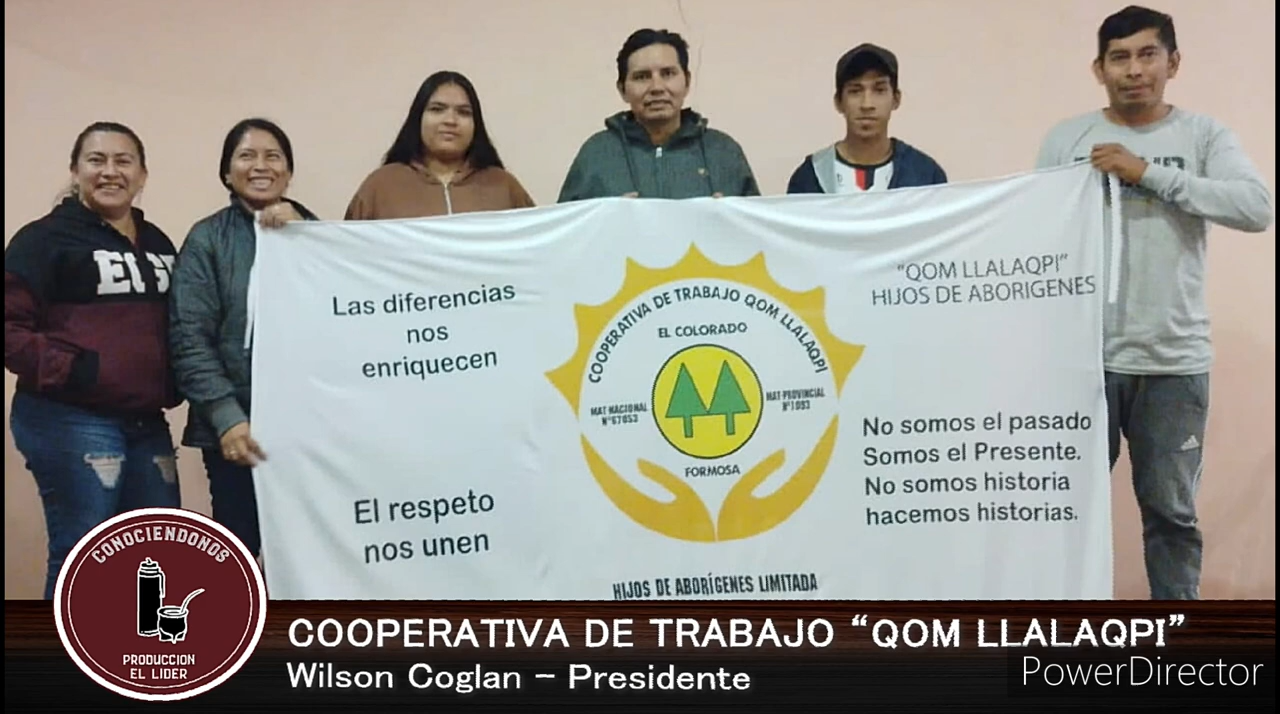 EGG
Las diferencias
nos
enriquecen
El respeto
nos unen
COOPERATIVA DE TRABAJO QOM LLALAQPI
EL COLORADO
MAT-NACIONAL
N°67053
MAT-PROVINCIAL
N°1093
FORMOSA
HIJOS DE ABORÍGENES LIMITADA
“QOM LLALAQPI”
HIJOS DE ABORIGENES
No somos el pasado
Somos el Presente.
No somos historia
hacemos historias.
CONOCIENDONOS
PRODUCCION
EL LIDER
COOPERATIVA DE TRABAJO “QOM LLALAQPI”
Wilson Coglan – Presidente
PowerDirector